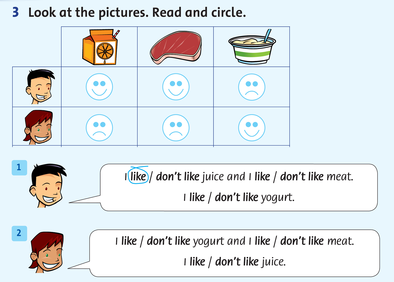 3 Look at the pictures. Read and circle.
1
I like / don't like juice and I like / don't like meat.
I like / don't like yogurt.
2
I like / don't like yogurt and I like / don't like meat.
I like / don't like juice.